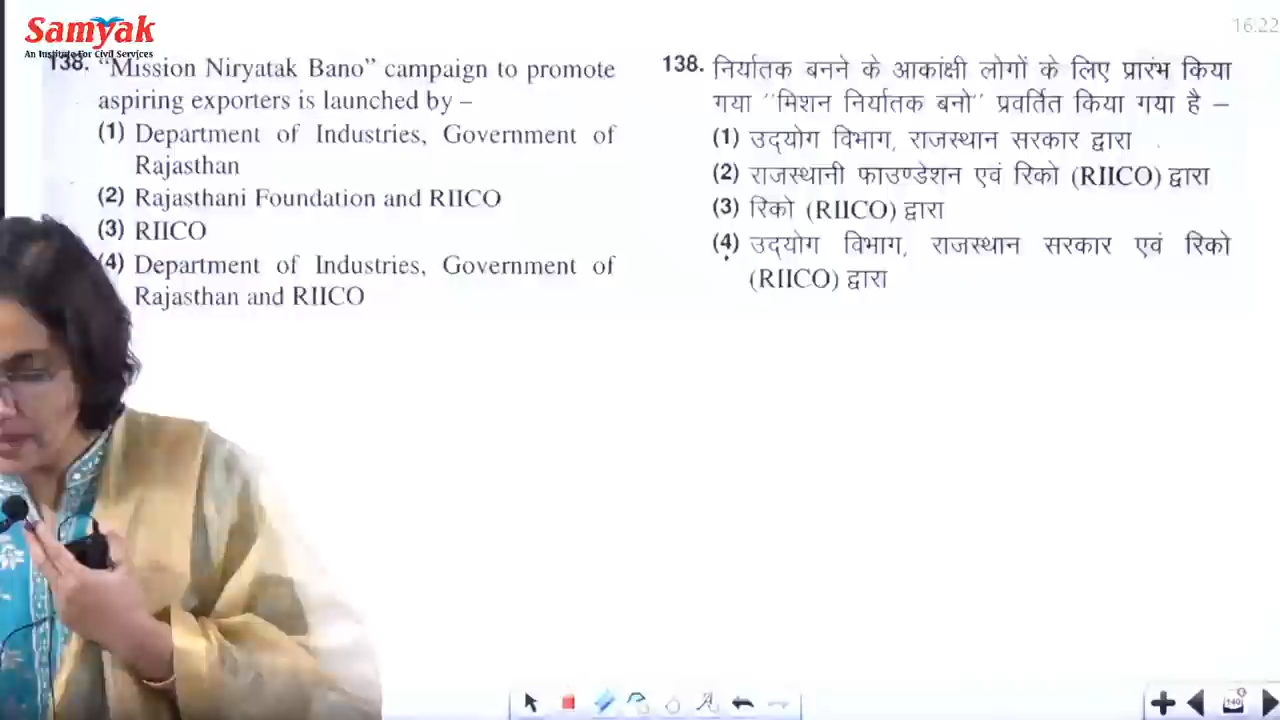 Samyak
An Institute For Civil Services
16:22
138. “Mission Niryatak Bano” campaign to promote
aspiring exporters is launched by –
(1) Department of Industries, Government of
Rajasthan
(2) Rajasthani Foundation and RIICO
(3) RIICO
(4) Department of Industries, Government of
Rajasthan and RIICO
138. निर्यातक बनने के आकांक्षी लोगों के लिए प्रारंभ किया
गया “मिशन निर्यातक बनो” प्रवर्तित किया गया है –
(1) उद्योग विभाग, राजस्थान सरकार द्वारा
(2) राजस्थानी फाउण्डेशन एवं रिको (RIICO) द्वारा
(3) रिको (RIICO) द्वारा
(4) उद्योग विभाग, राजस्थान सरकार एवं रिको
(RIICO) द्वारा